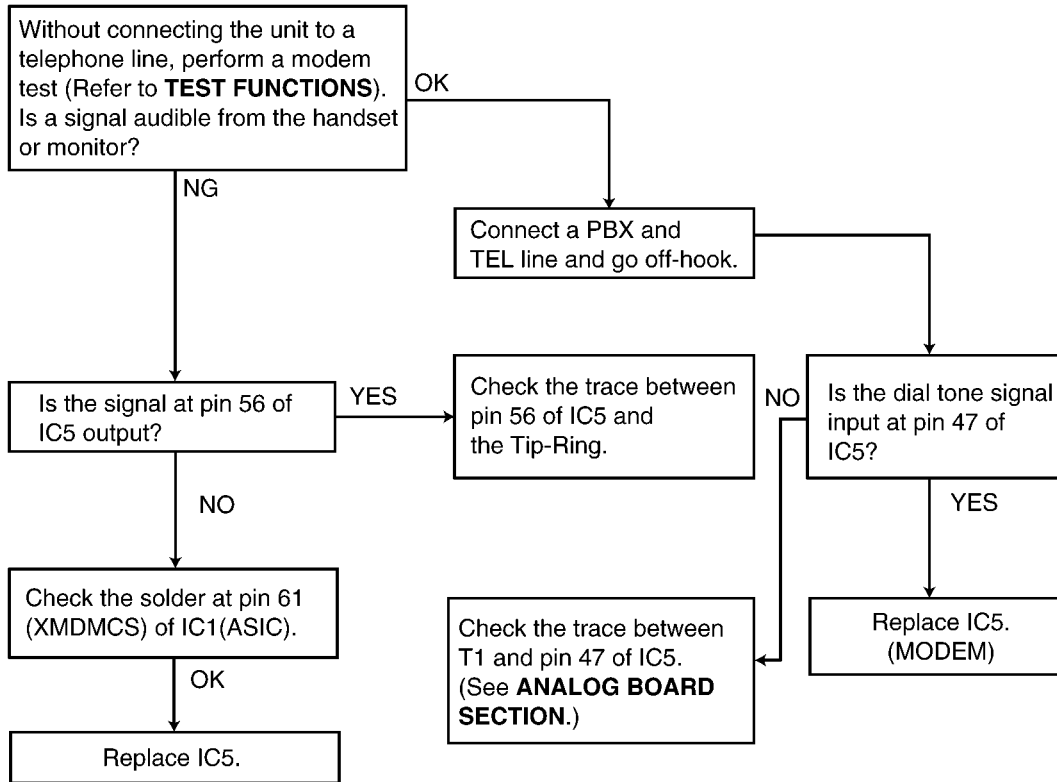 Without connecting the unit to a
telephone line, perform a modem
test (Refer to TEST FUNCTIONS).
Is a signal audible from the handset
or monitor?
OK
NG
Connect a PBX and
TEL line and go off-hook.
Is the signal at pin 56 of
IC5 output?
YES
Check the trace between
pin 56 of IC5 and
the Tip-Ring.
NO
Is the dial tone signal
input at pin 47 of
IC5?
NO
YES
Check the solder at pin 61
(XMDMCS) of IC1(ASIC).
OK
Check the trace between
T1 and pin 47 of IC5.
(See ANALOG BOARD
SECTION.)
Replace IC5.
(MODEM)
Replace IC5.